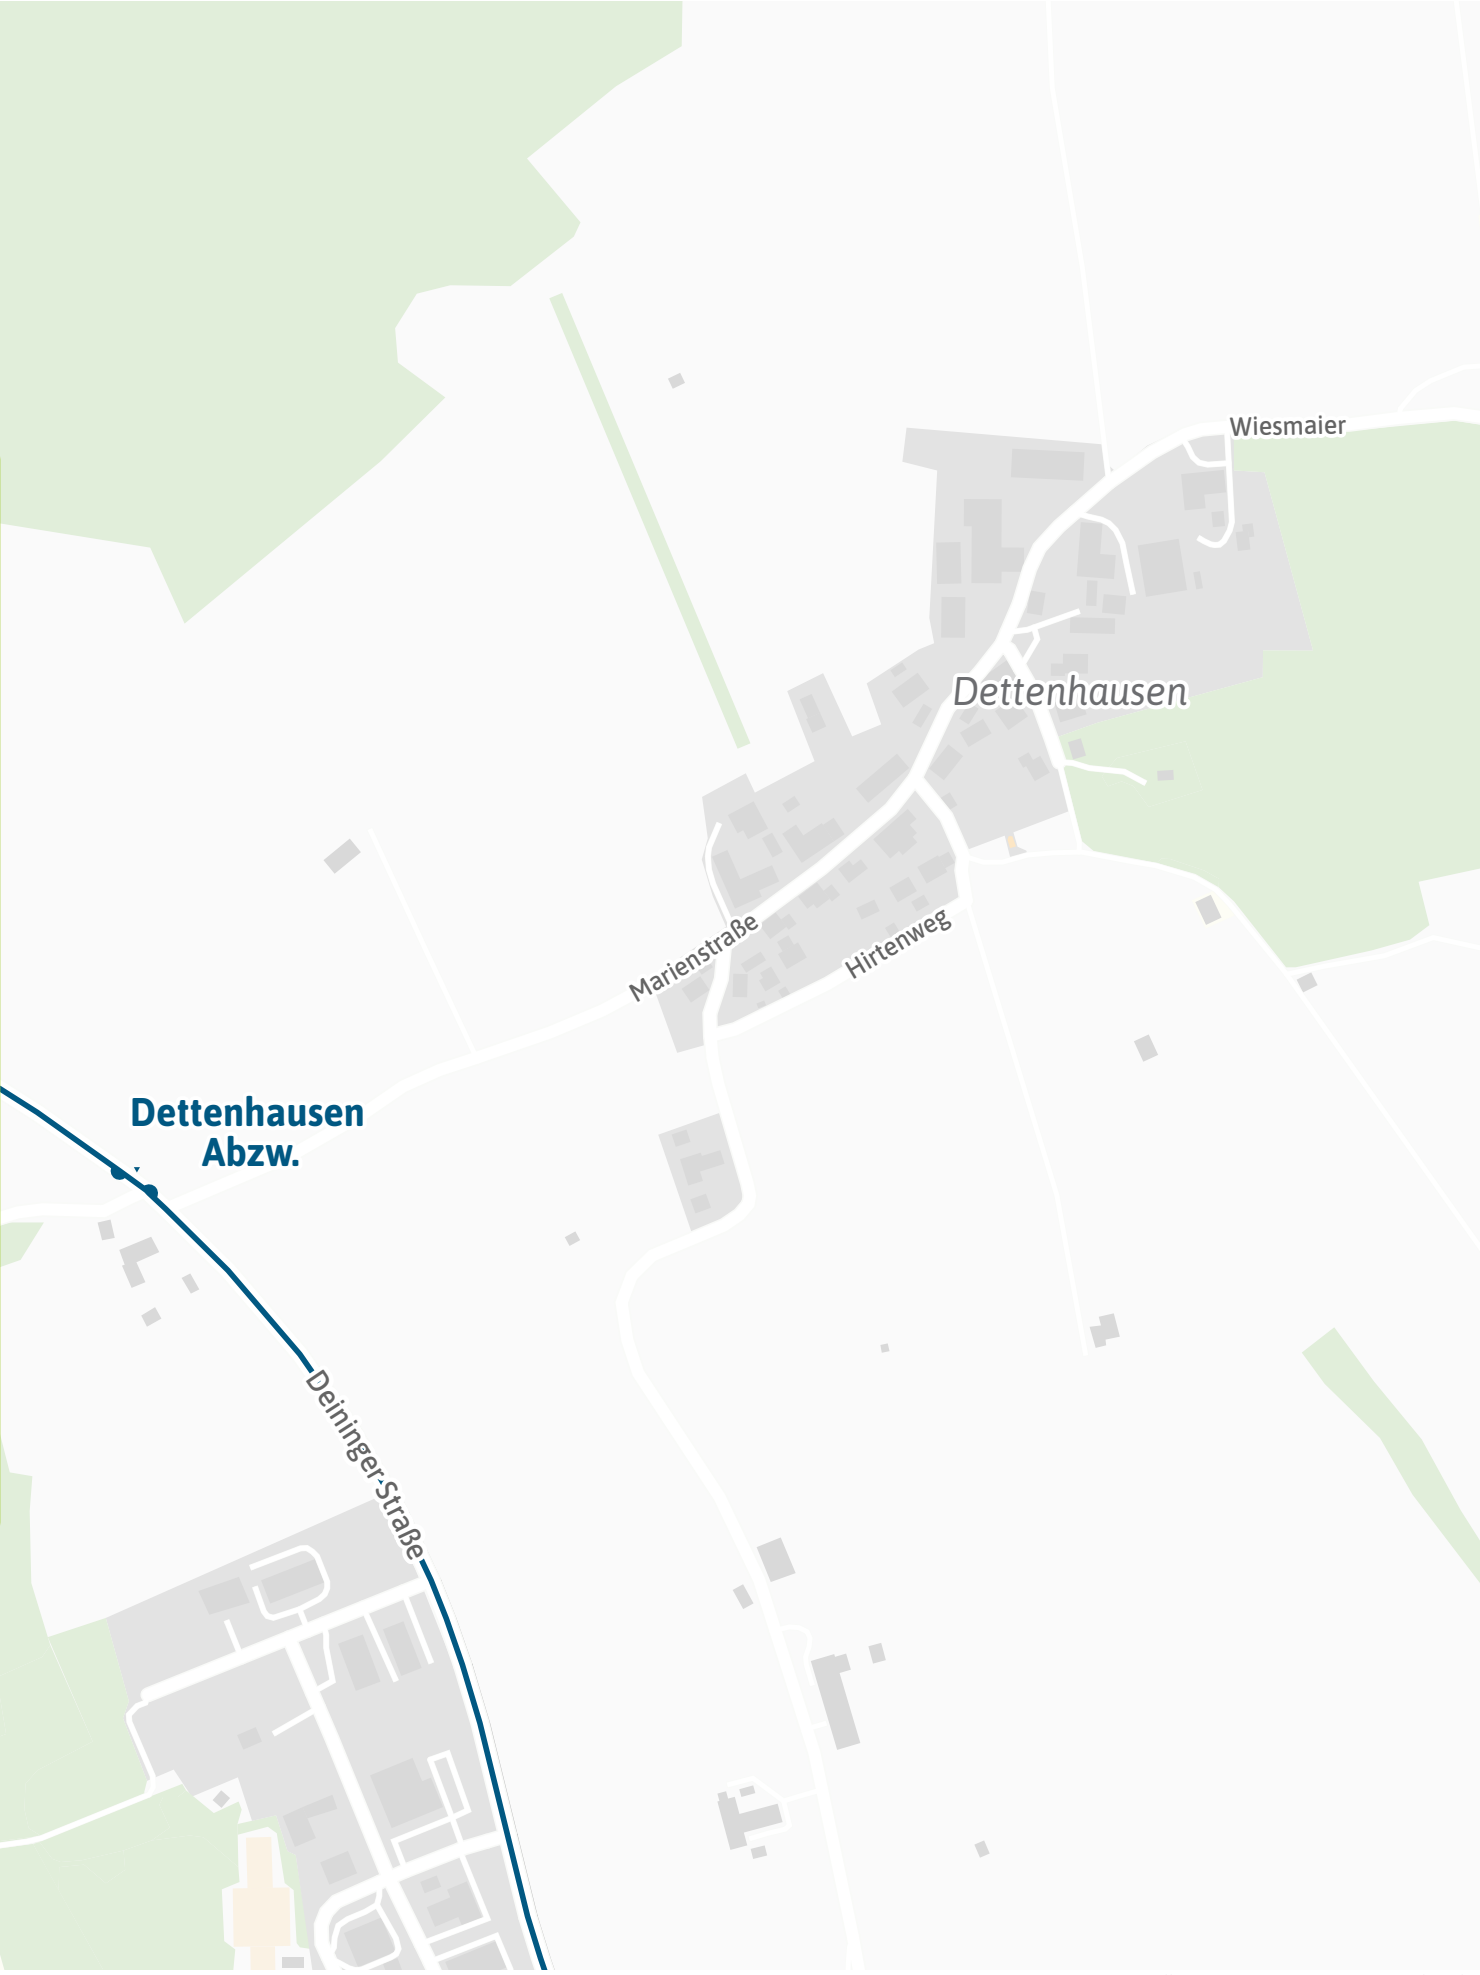 Wiesmaier
Dettenhausen
Marienstraße
Hirtenweg
Dettenhausen
Abzw.
Deininger Straße